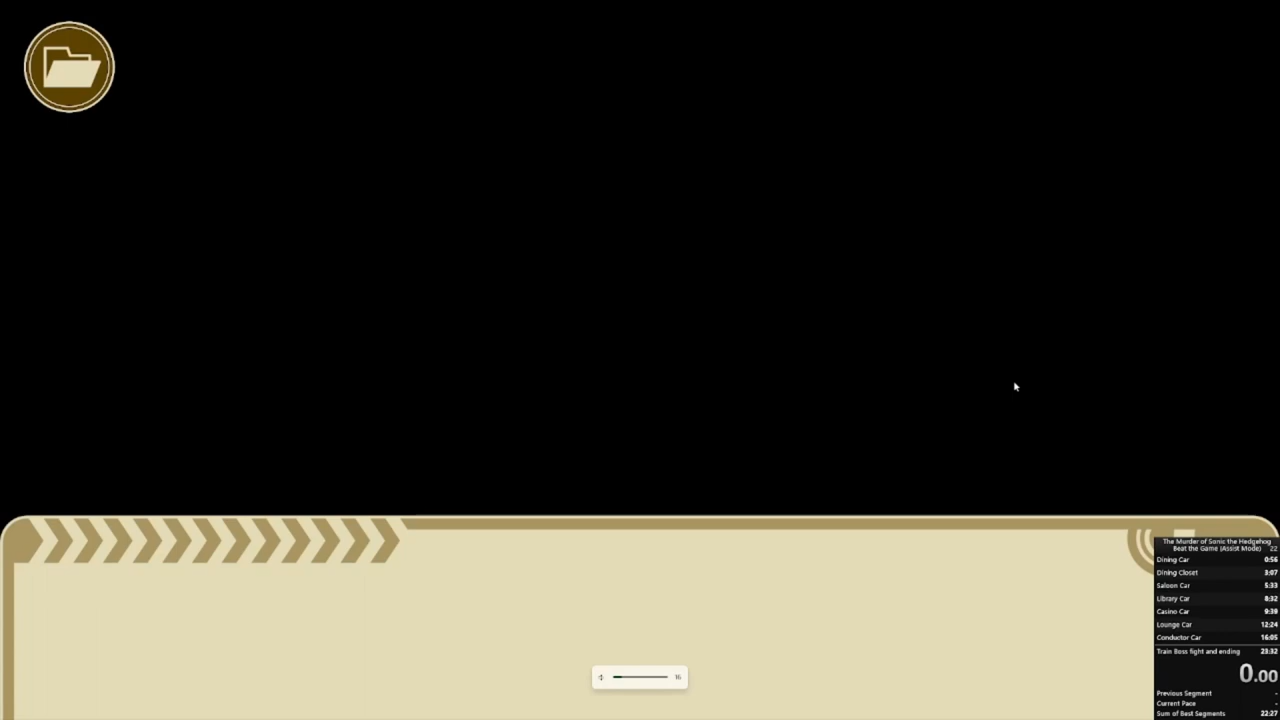 The Murder of Sonic the Hedgehog
Beat the Game (Assist Mode) 22
Dining Car 0:56
Dining Closet 3:07
Saloon Car 5:33
Library Car 8:32
Casino Car 9:39
Lounge Car 12:24
Conductor Car 16:05
Train Boss fight and ending 23:32
0.00
Previous Segment -
Current Pace -
Sum of Best Segments 22:27
16